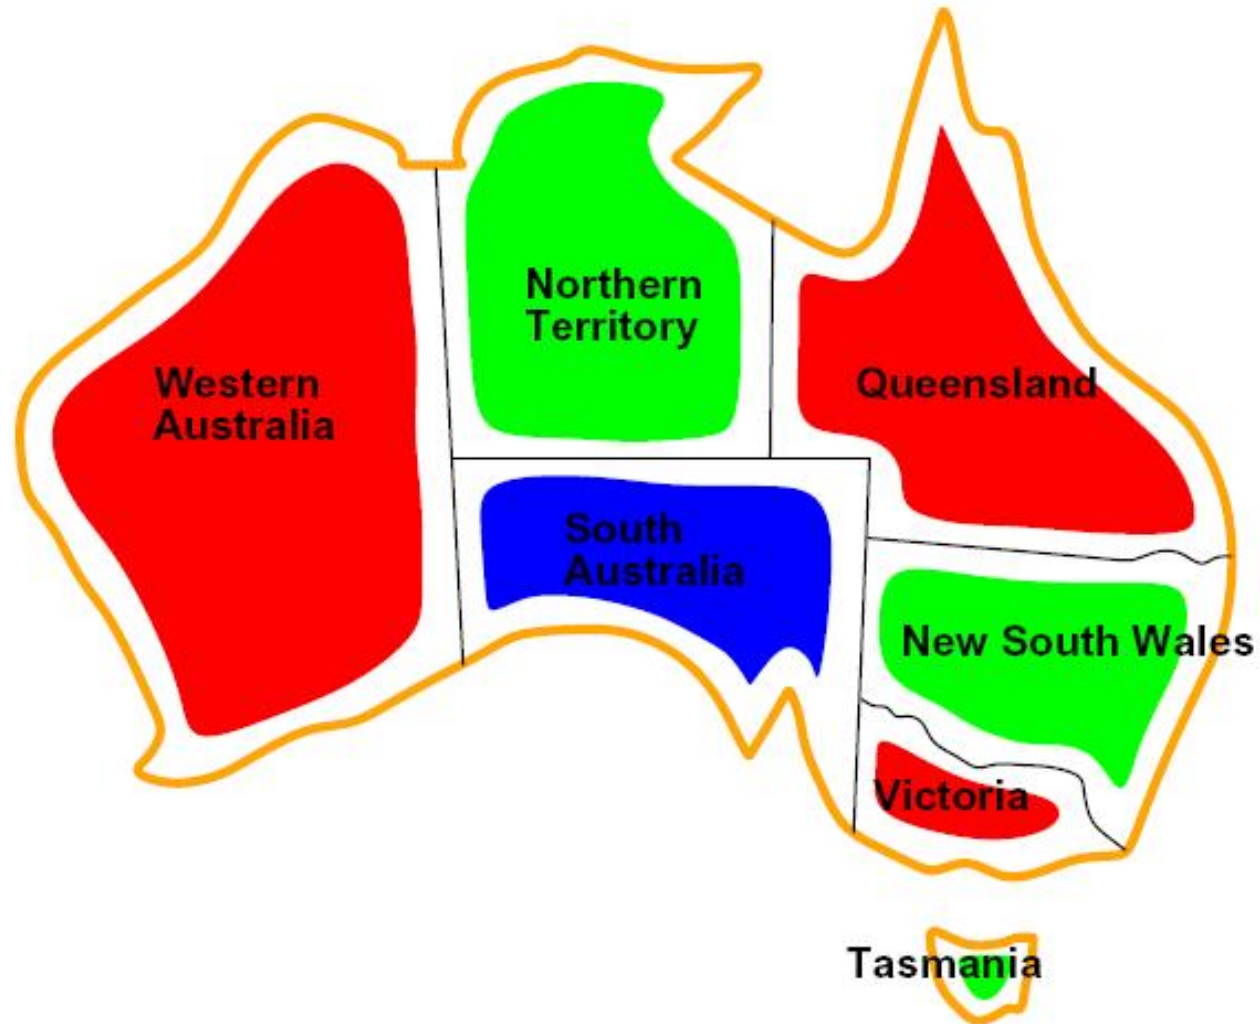 Northern
Territory
Western
Australia
Queensland
South
Australia
New South Wales
Victoria
Tasmania